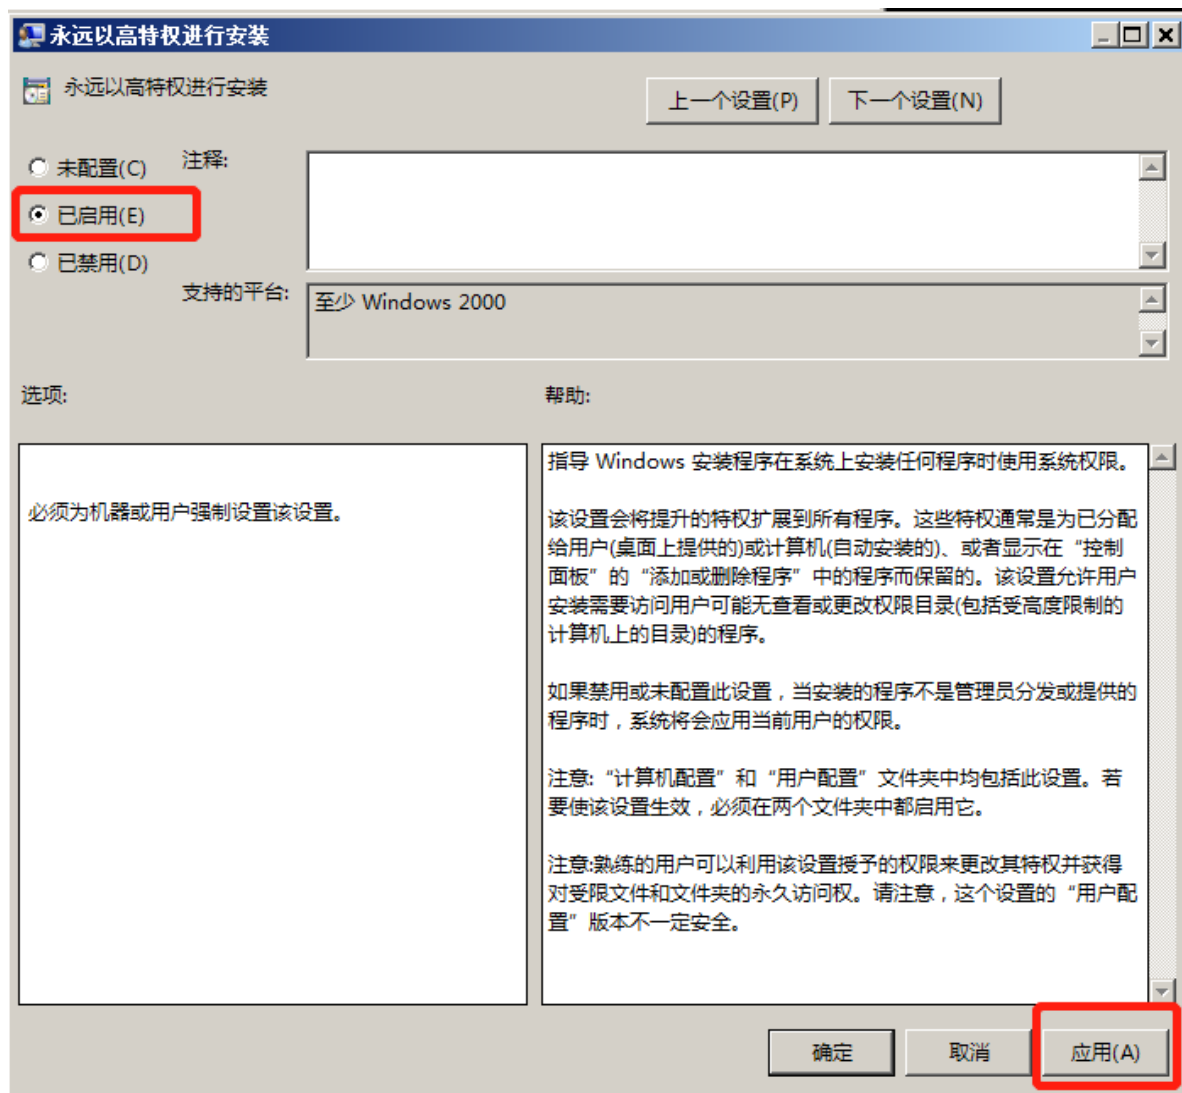 永远以高特权进行安装
永远以高特权进行安装
上一个设置(P)
下一个设置(N)
未配置(C)
注释:
已启用(E)
已禁用(D)
支持的平台:
至少 Windows 2000
选项:
帮助:
必须为机器或用户强制设置该设置。
指导 Windows 安装程序在系统上安装任何程序时使用系统权限。
该设置会将提升的特权扩展到所有程序。这些特权通常是为已分配
给用户(桌面上提供的)或计算机(自动安装的)、或者显示在“控制
面板”的“添加或删除程序”中的程序而保留的。该设置允许用户
安装需要访问用户可能无查看或更改权限目录(包括受高度限制的
计算机上的目录)的程序。
如果禁用或未配置此设置，当安装的程序不是管理员分发或提供的
程序时，系统将会应用当前用户的权限。
注意:“计算机配置”和“用户配置”文件夹中均包括此设置。若
要使该设置生效，必须在两个文件夹中都启用它。
注意:熟练的用户可以利用该设置授予的权限来更改其特权并获得
对受限文件和文件夹的永久访问权。请注意，这个设置的“用户配
置”版本不一定安全。
确定
取消
应用(A)